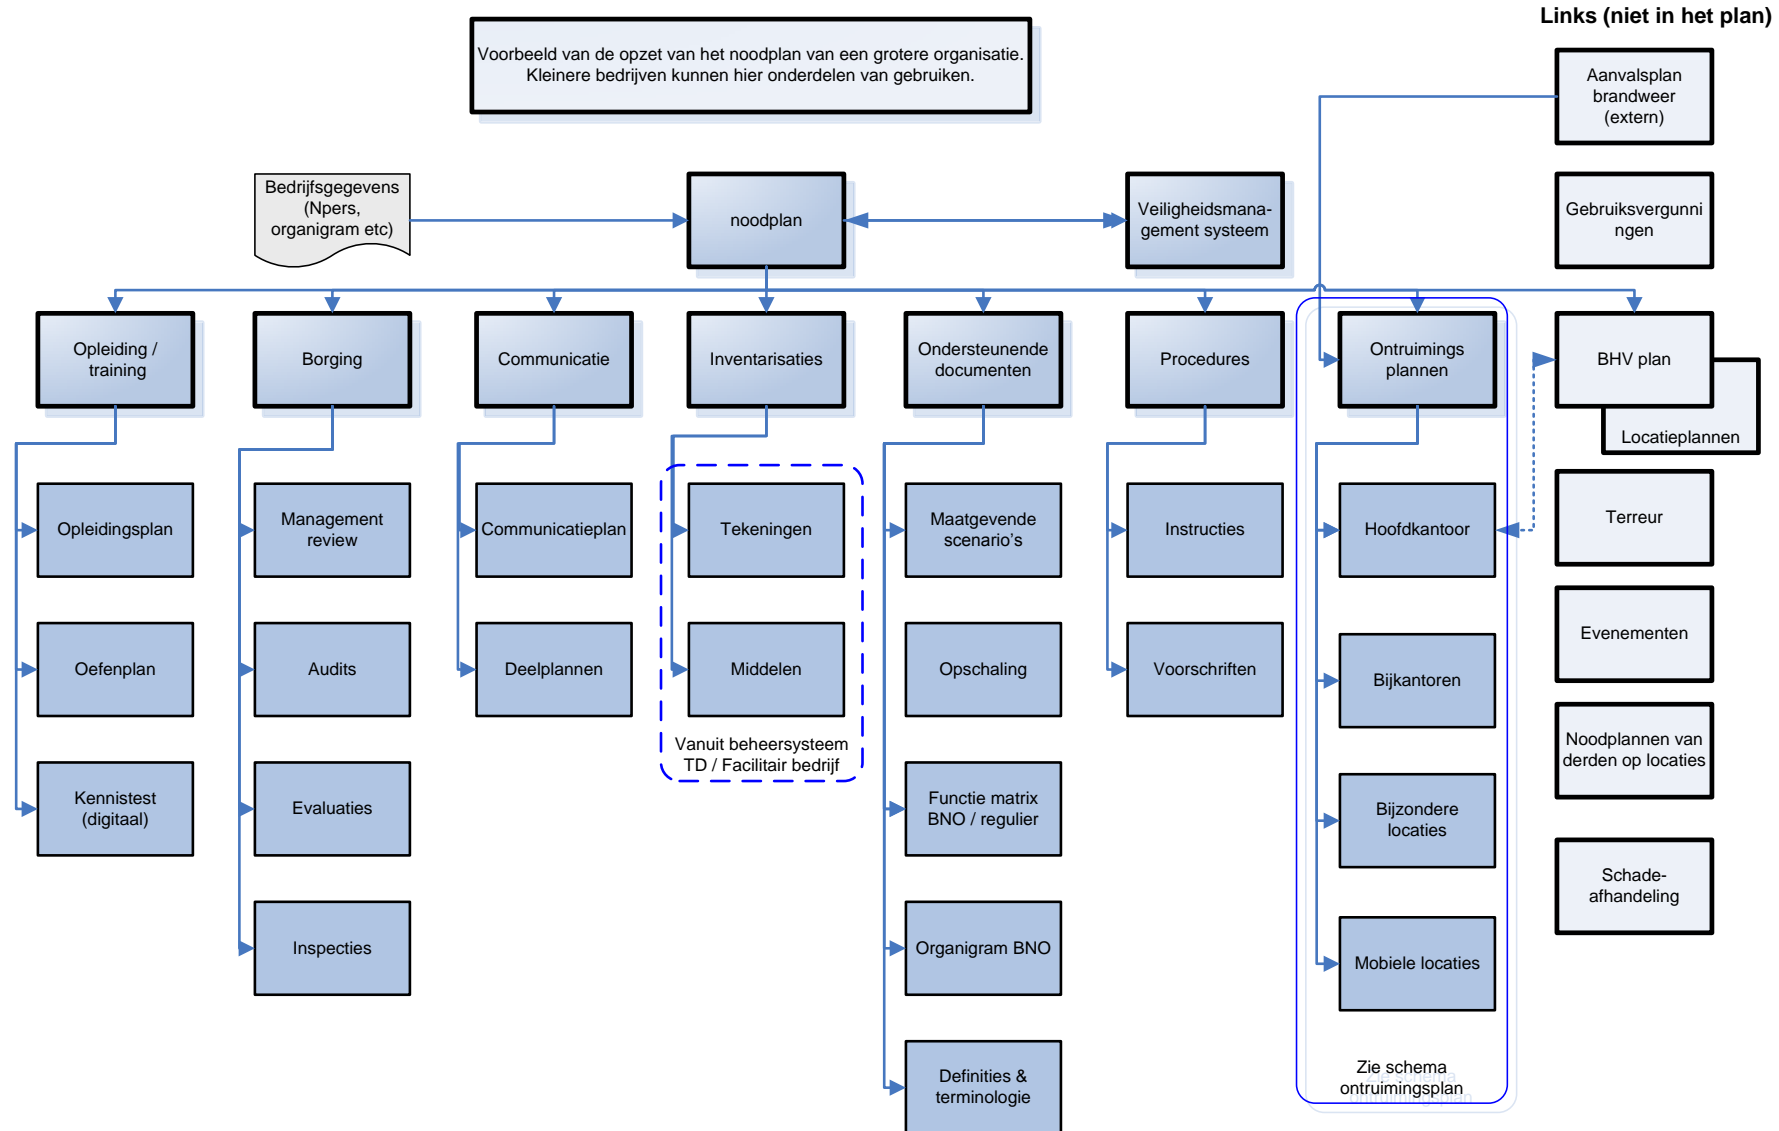 Links (niet in het plan)
Voorbeeld van de opzet van het noodplan van een grotere organisatie.
Kleinere bedrijven kunnen hier onderdelen van gebruiken.
Aanvalsplan
brandweer
(extern)
Bedrijfsgegevens
(Npers,
organigram etc)
noodplan
Veiligheidsmana-
gement systeem
Gebruiksvergunni
ngen
Opleiding /
training
Borging
Communicatie
Inventarisaties
Ondersteunende
documenten
Procedures
Ontruimings
plannen
BHV plan
Locatieplannen
Opleidingsplan
Management
review
Communicatieplan
Tekeningen
Maatgevende
scenario's
Instructies
Hoofdkantoor
Terreur
Oefenplan
Audits
Deelplannen
Middelen
Opschaling
Voorschriften
Bijkantoren
Evenementen
Vanuit beheersysteem
TD / Facilitair bedrijf
Noodplannen van
derden op locaties
Kennistest
(digitaal)
Evaluaties
Functie matrix
BNO / regulier
Bijzondere
locaties
Schade-
afhandeling
Inspecties
Organigram BNO
Mobiele locaties
Definities &
terminologie
Zie schema
ontruimingsplan
Zie schema
ontruimingsplan